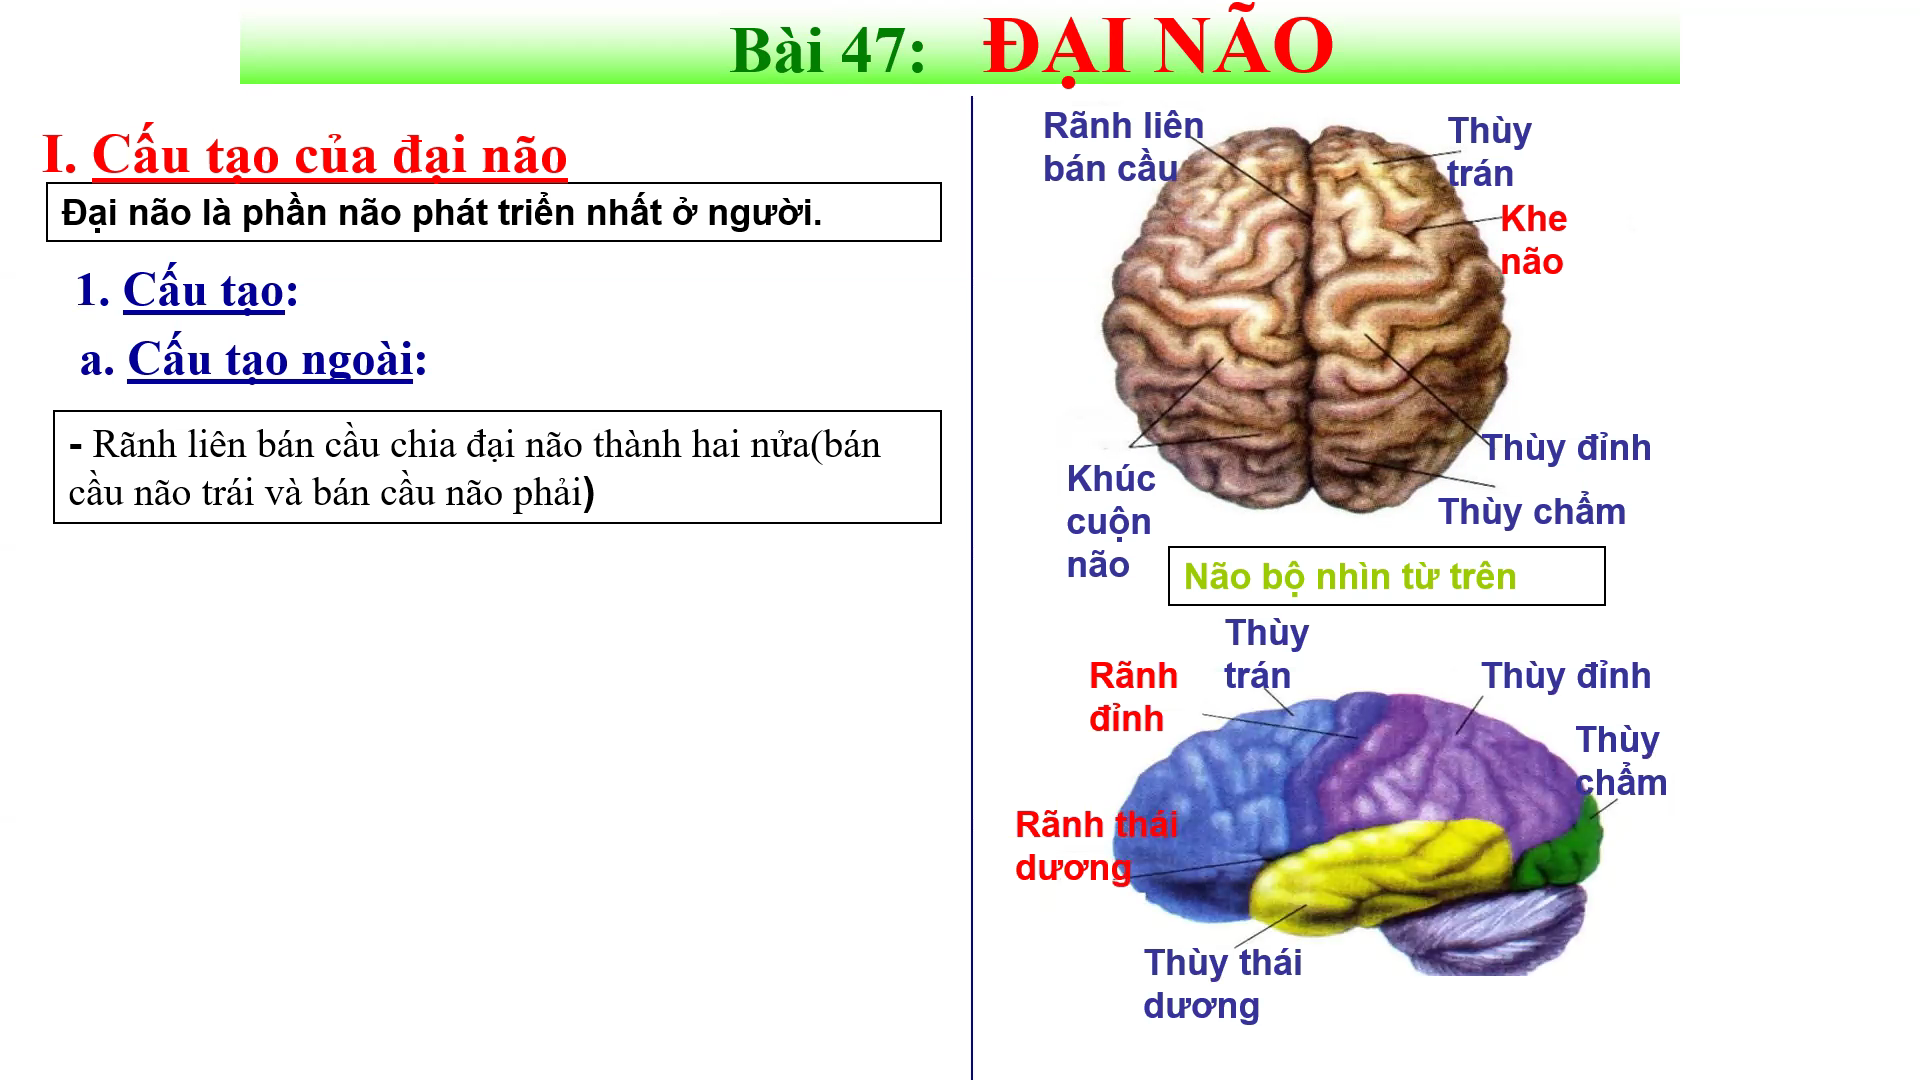 Bài 47: ĐẠI NÃO
I. Cấu tạo của đại não
Đại não là phần não phát triển nhất ở người.
1. Cấu tạo:
a. Cấu tạo ngoài:
- Rãnh liên bán cầu chia đại não thành hai nửa(bán
cầu não trái và bán cầu não phải)
Rãnh liên
bán cầu
Thùy
trán
Khe
não
Thùy đỉnh
Thùy chẩm
Khúc
cuộn
não
Não bộ nhìn từ trên
Thùy
trán
Rãnh
đỉnh
Thùy đỉnh
Thùy
chẩm
Rãnh thái
dương
Thùy thái
dương